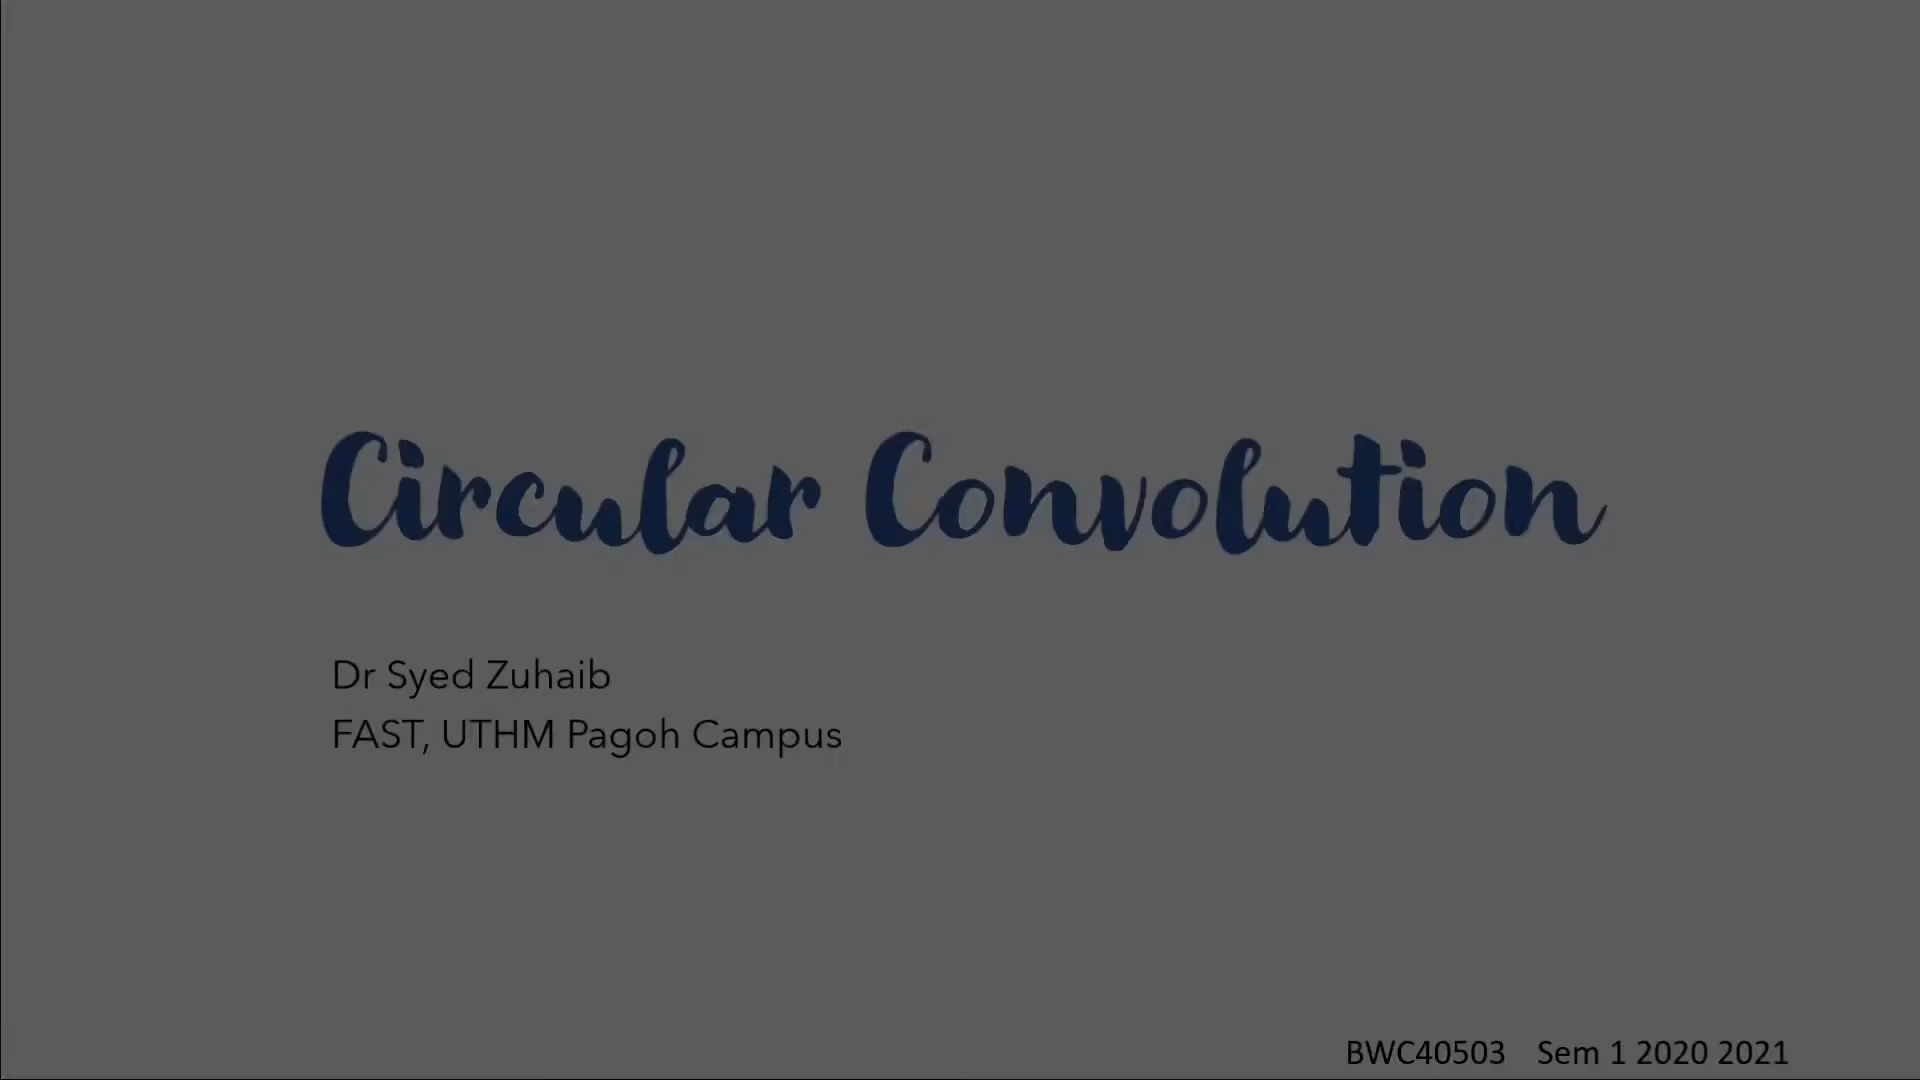 Circular Convolution
Dr Syed Zuhaib
FAST, UTHM Pagoh Campus
BWC40503 Sem 1 2020 2021